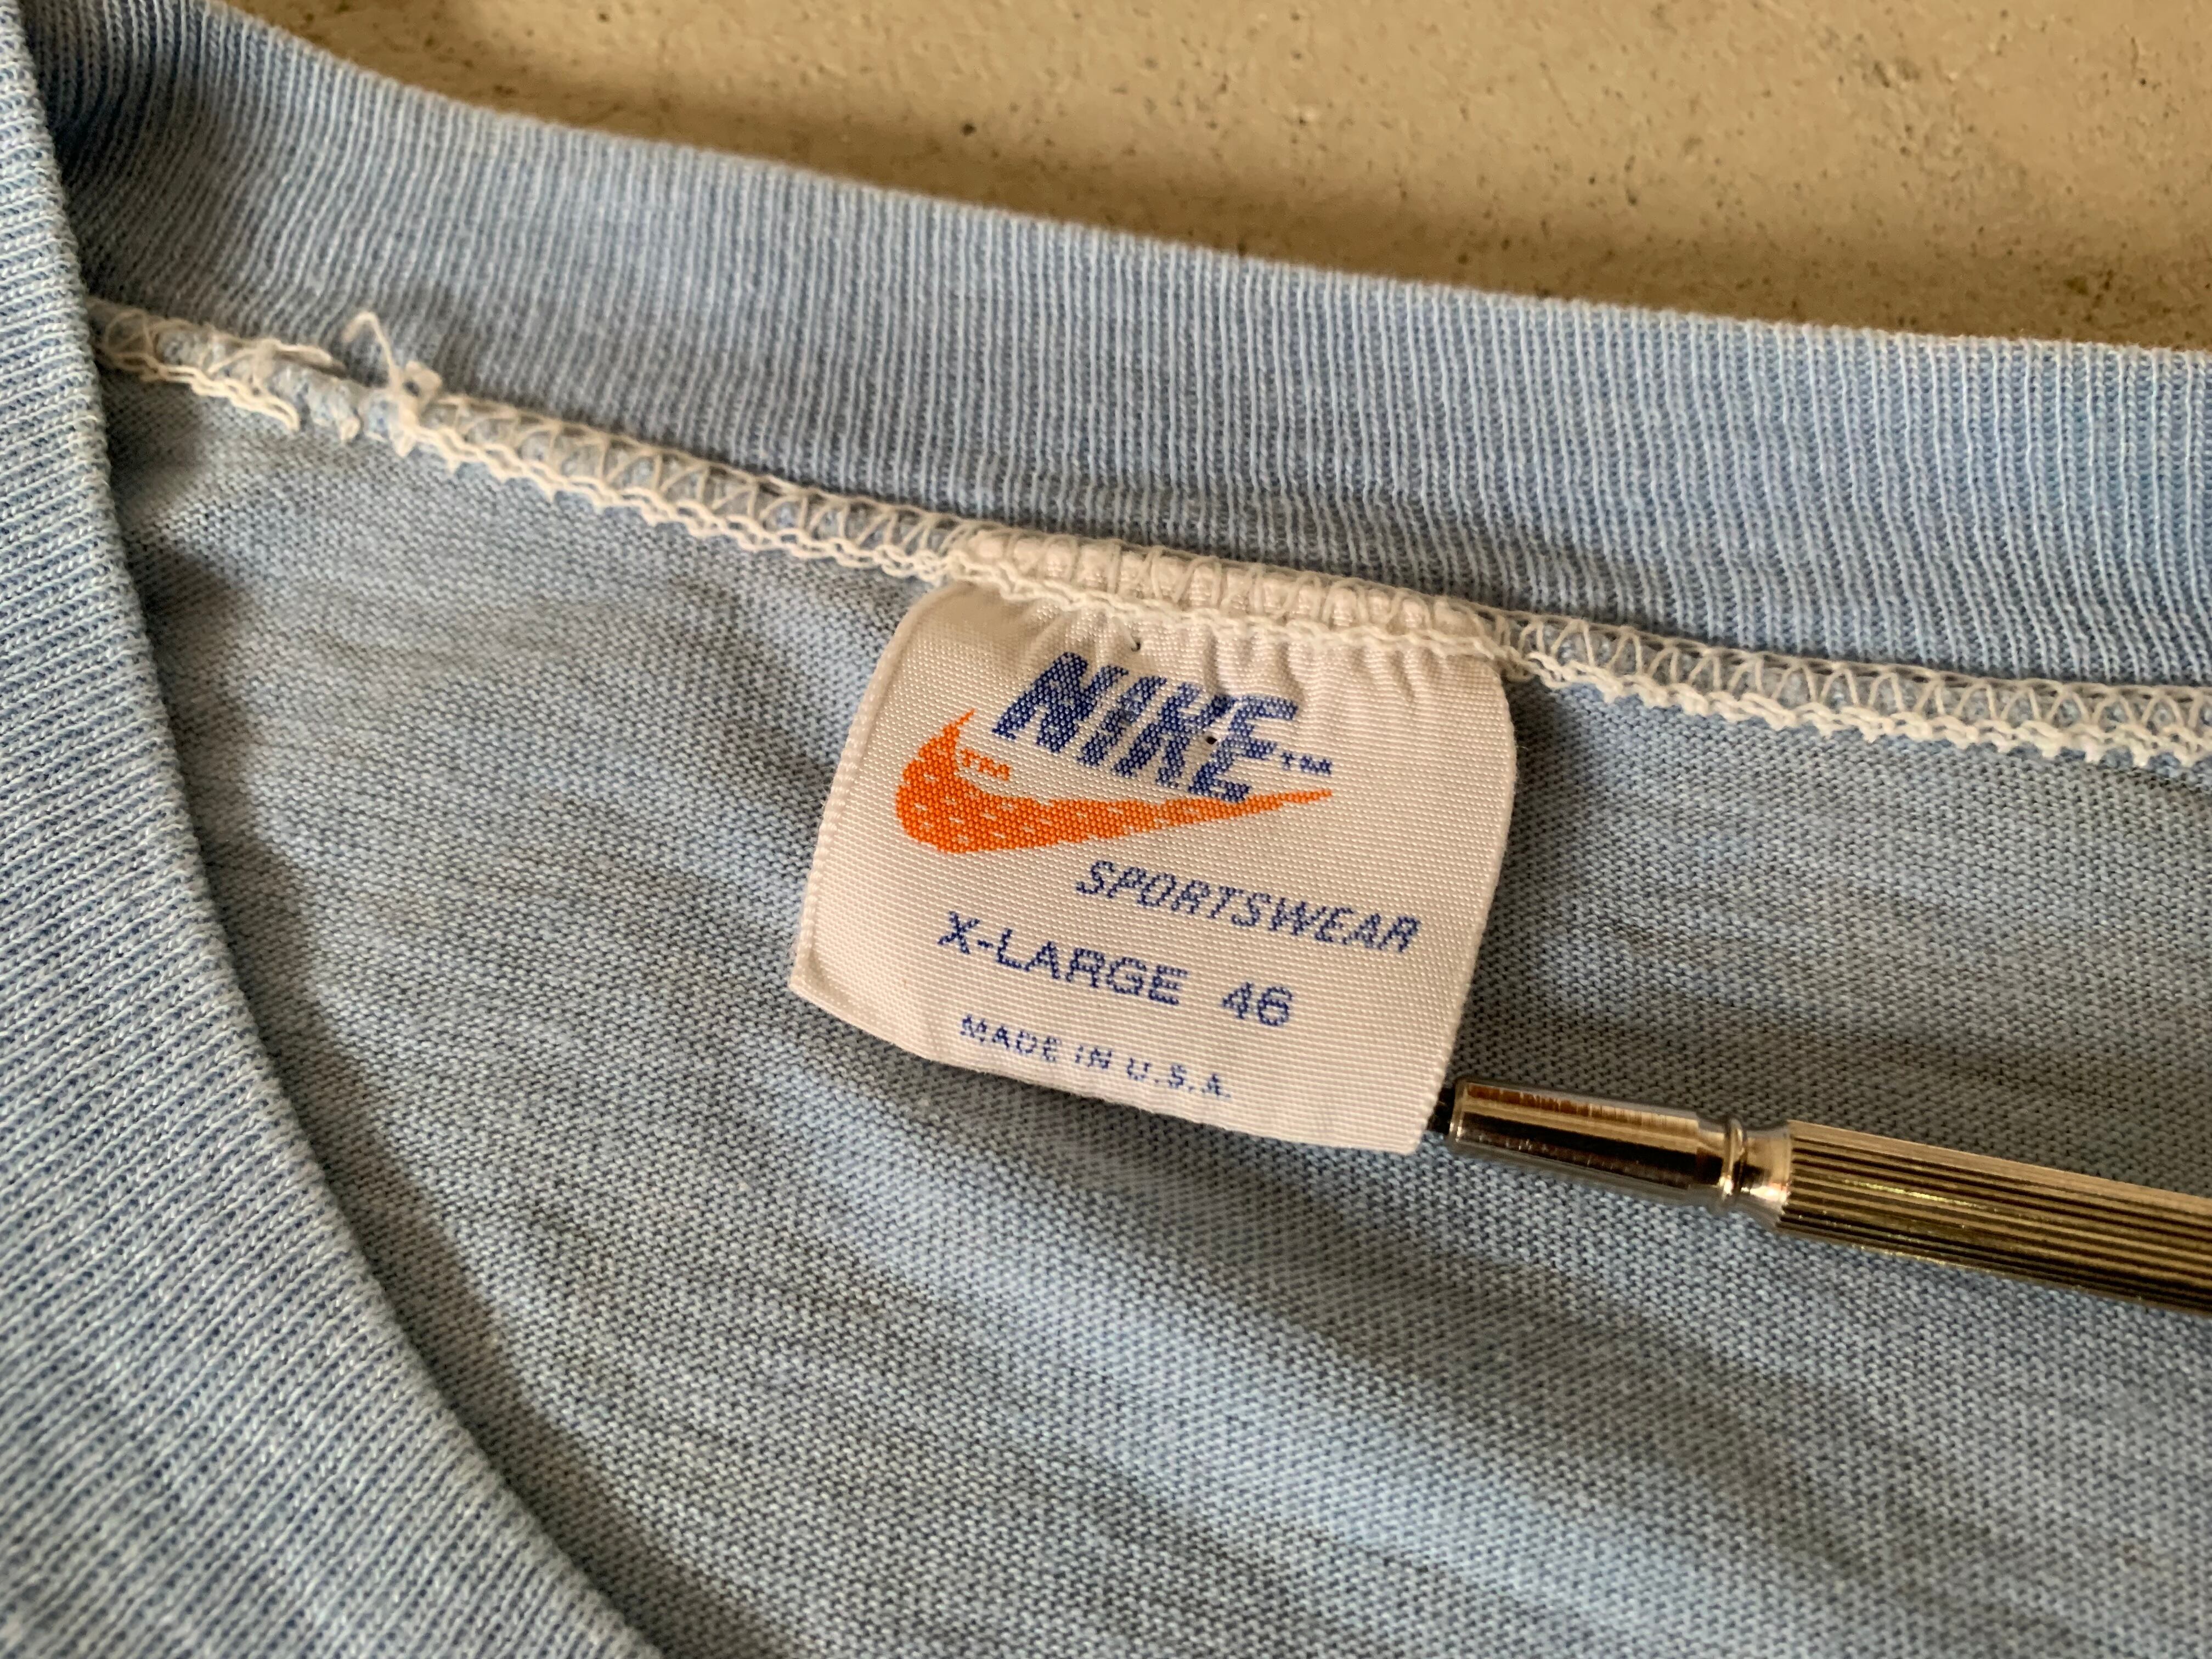 NIKE™
™
SPORTSWEAR
X-LARGE 46
MADE IN U.S.A.